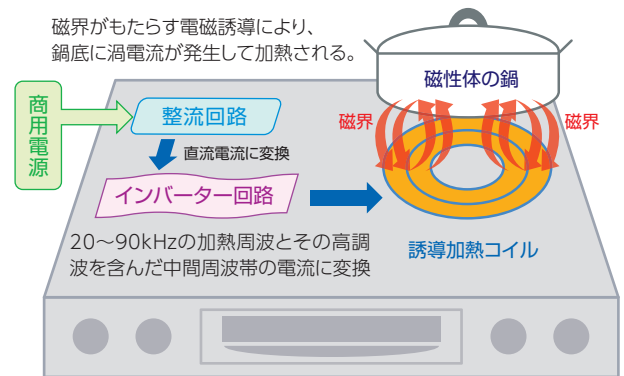 磁界がもたらす電磁誘導により、
鍋底に渦電流が発生して加熱される。
磁性体の鍋
商用電源
整流回路
磁界
磁界
直流電流に変換
インバーター回路
20〜90kHzの加熱周波とその高調
波を含んだ中間周波帯の電流に変換
誘導加熱コイル